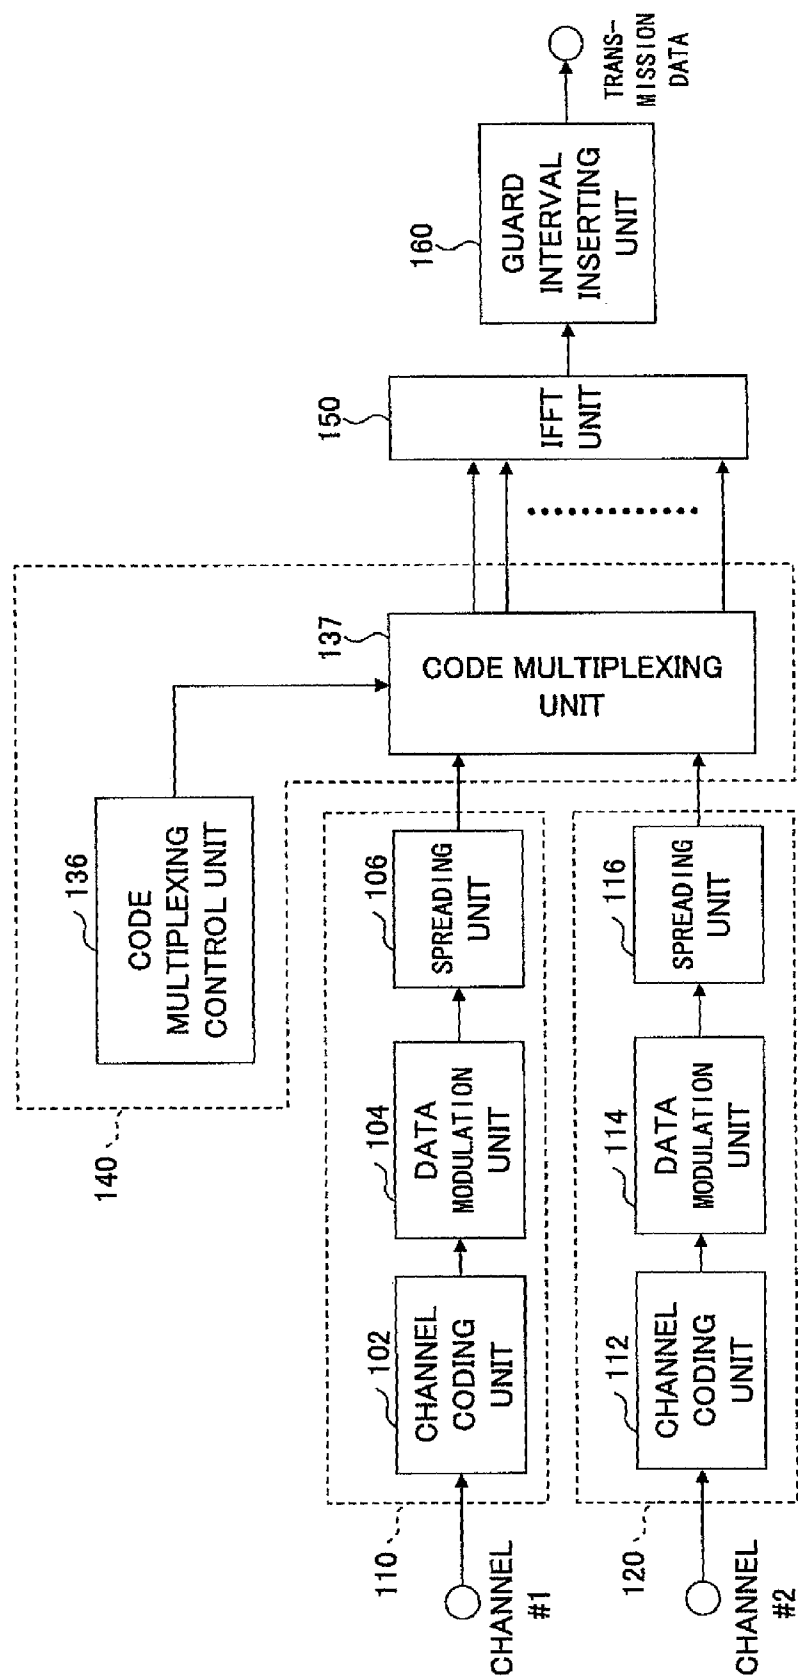 140
136
CODE
MULTIPLEXING
CONTROL UNIT
137
CODE MULTIPLEXING
UNIT
150
IFFT
UNIT
160
GUARD
INTERVAL
INSERTING
UNIT
TRANS-
MISSION
DATA
110
CHANNEL
#1
102
CHANNEL
CODING
UNIT
104
DATA
MODULATION
UNIT
106
SPREADING
UNIT
120
CHANNEL
#2
112
CHANNEL
CODING
UNIT
114
DATA
MODULATION
UNIT
116
SPREADING
UNIT